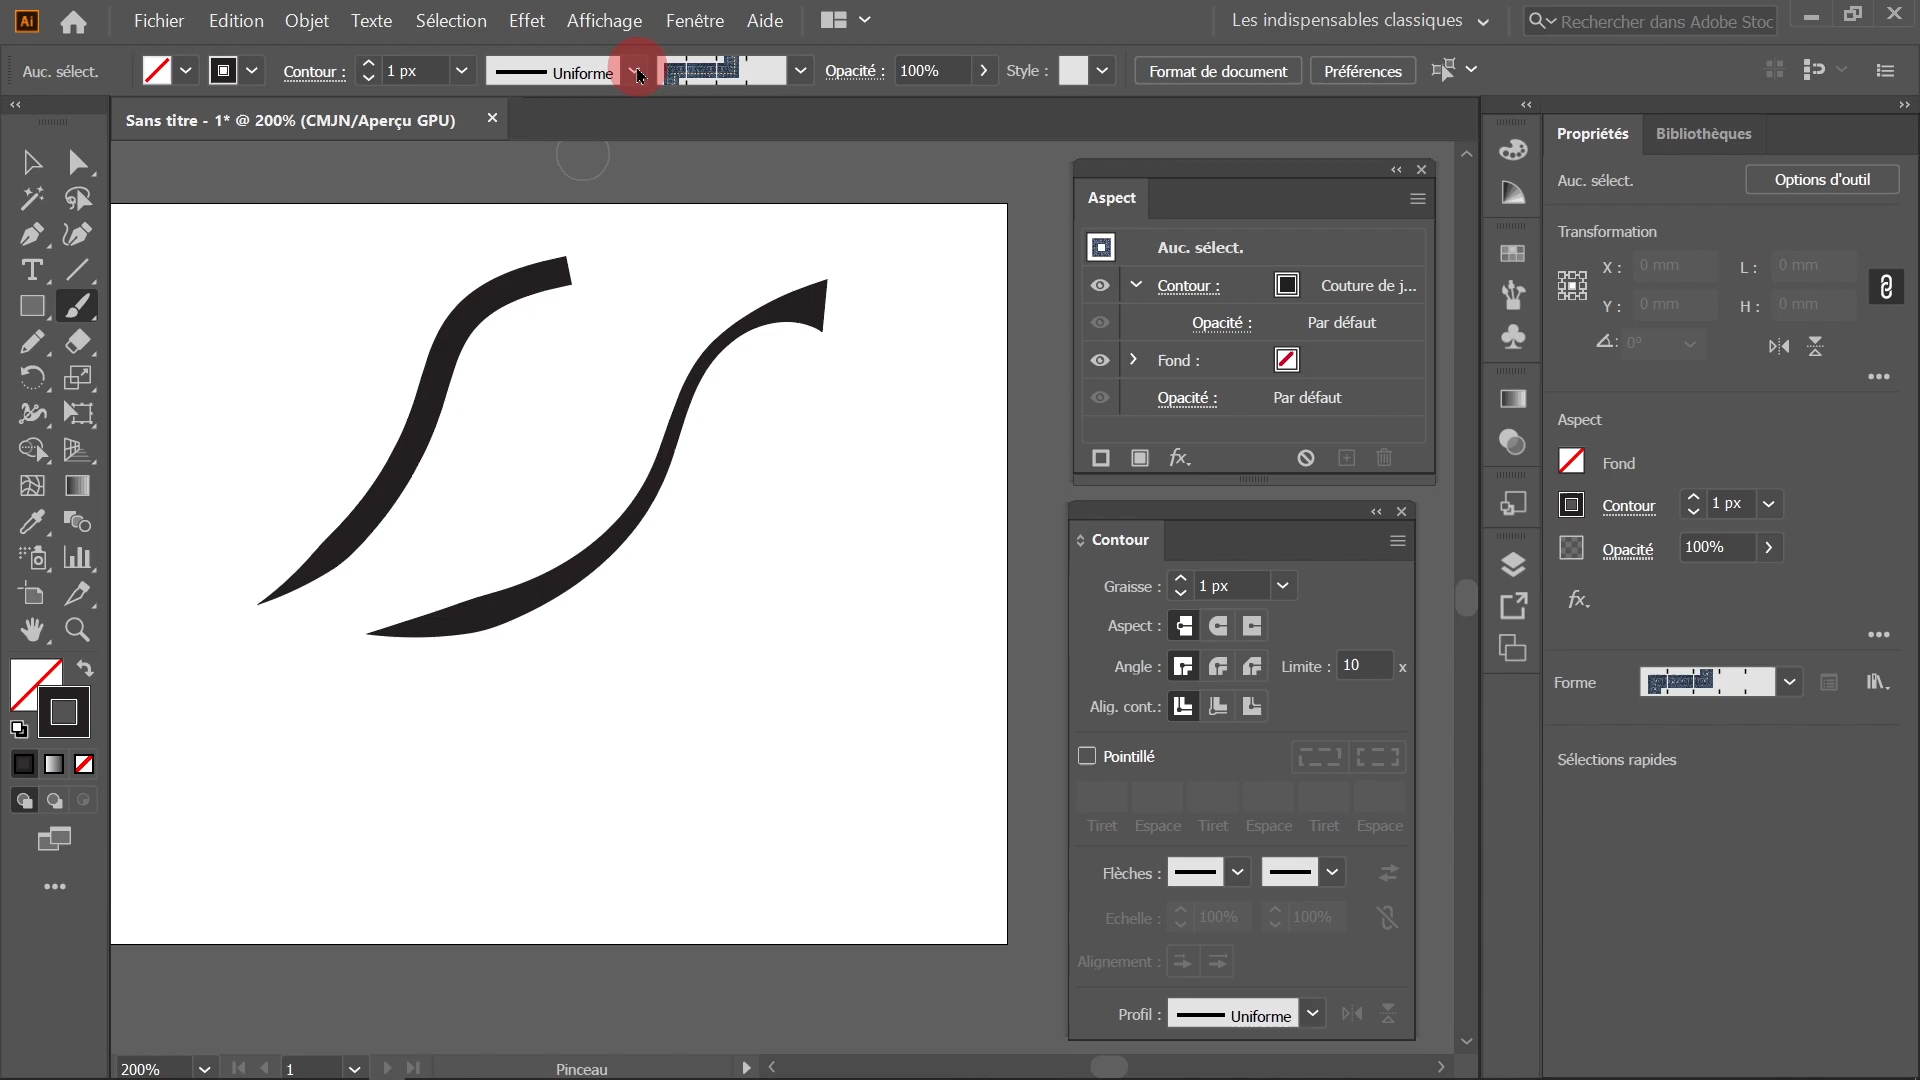 Ai Fichier Edition Objet Texte Sélection Effet Affichage Fenêtre Aide Les indispensables classiques Rechercher dans Adobe Stoc
Auc. sélect. Contour : 1 px Uniforme Opacité : 100% Style : Format de document Préférences
Sans titre - 1* @ 200% (CMJN/Aperçu GPU)
Aspect
Auc. sélect.
Contour : Couture de j...
Opacité : Par défaut
Fond :
Opacité : Par défaut
fx.
Contour
Graisse : 1 px
Aspect :
Angle : Limite : 10 x
Alig. cont.:
Pointillé
Tiret Espace Tiret Espace Tiret Espace
Flèches :
Echelle : 100% 100%
Alignement :
Profil : Uniforme
Propriétés Bibliothèques
Auc. sélect. Options d'outil
Transformation
X : 0 mm L : 0 mm
Y : 0 mm H : 0 mm
0°
Aspect
Fond
Contour 1 px
Opacité 100%
fx.
Forme
Sélections rapides
200% 1 Pinceau